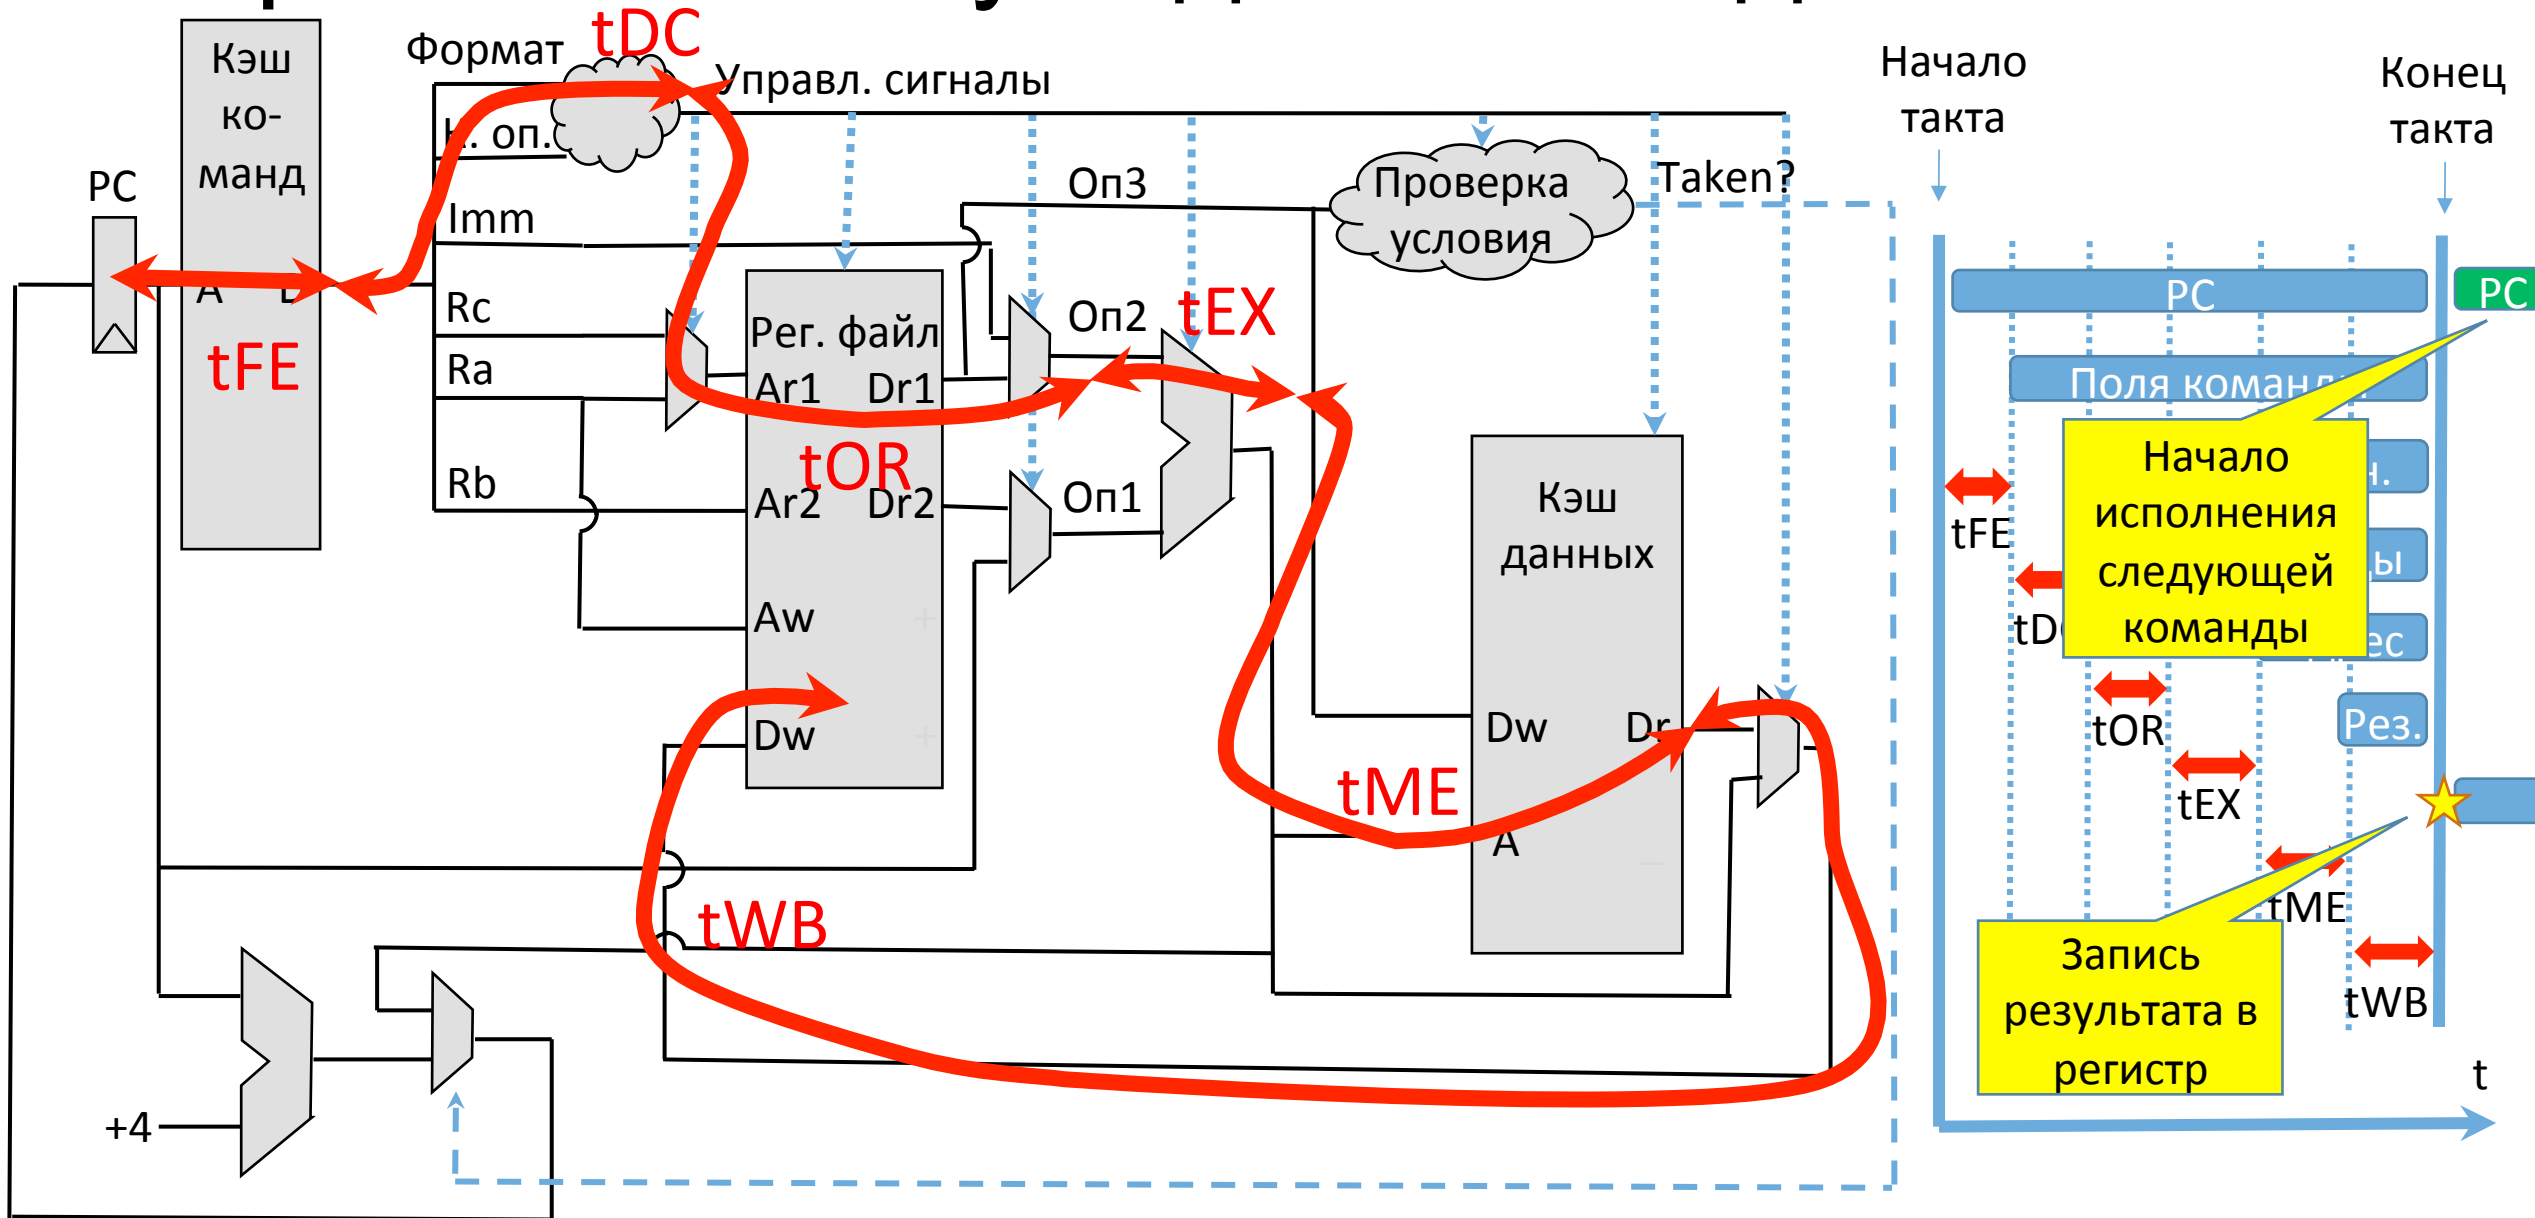 tDC
Формат
Управл. сигналы
Кэш
ко-
манд
К. оп.
PC
Imm
Оп3
Проверка
условия
Taken?
A
tFE
Rc
Ra
Rb
Рег. файл
Ar1
Dr1
tOR
Ar2
Dr2
Aw
Dw
Оп2
tEX
Оп1
Кэш
данных
Dw
Dr
tME
A
tWB
+4
Начало
такта
Конец
такта
PC
PC
Поля команды
Начало
исполнения
следующей
команды
tFE
tOR
Рез.
tEX
tME
Запись
результата в
регистр
tWB
t